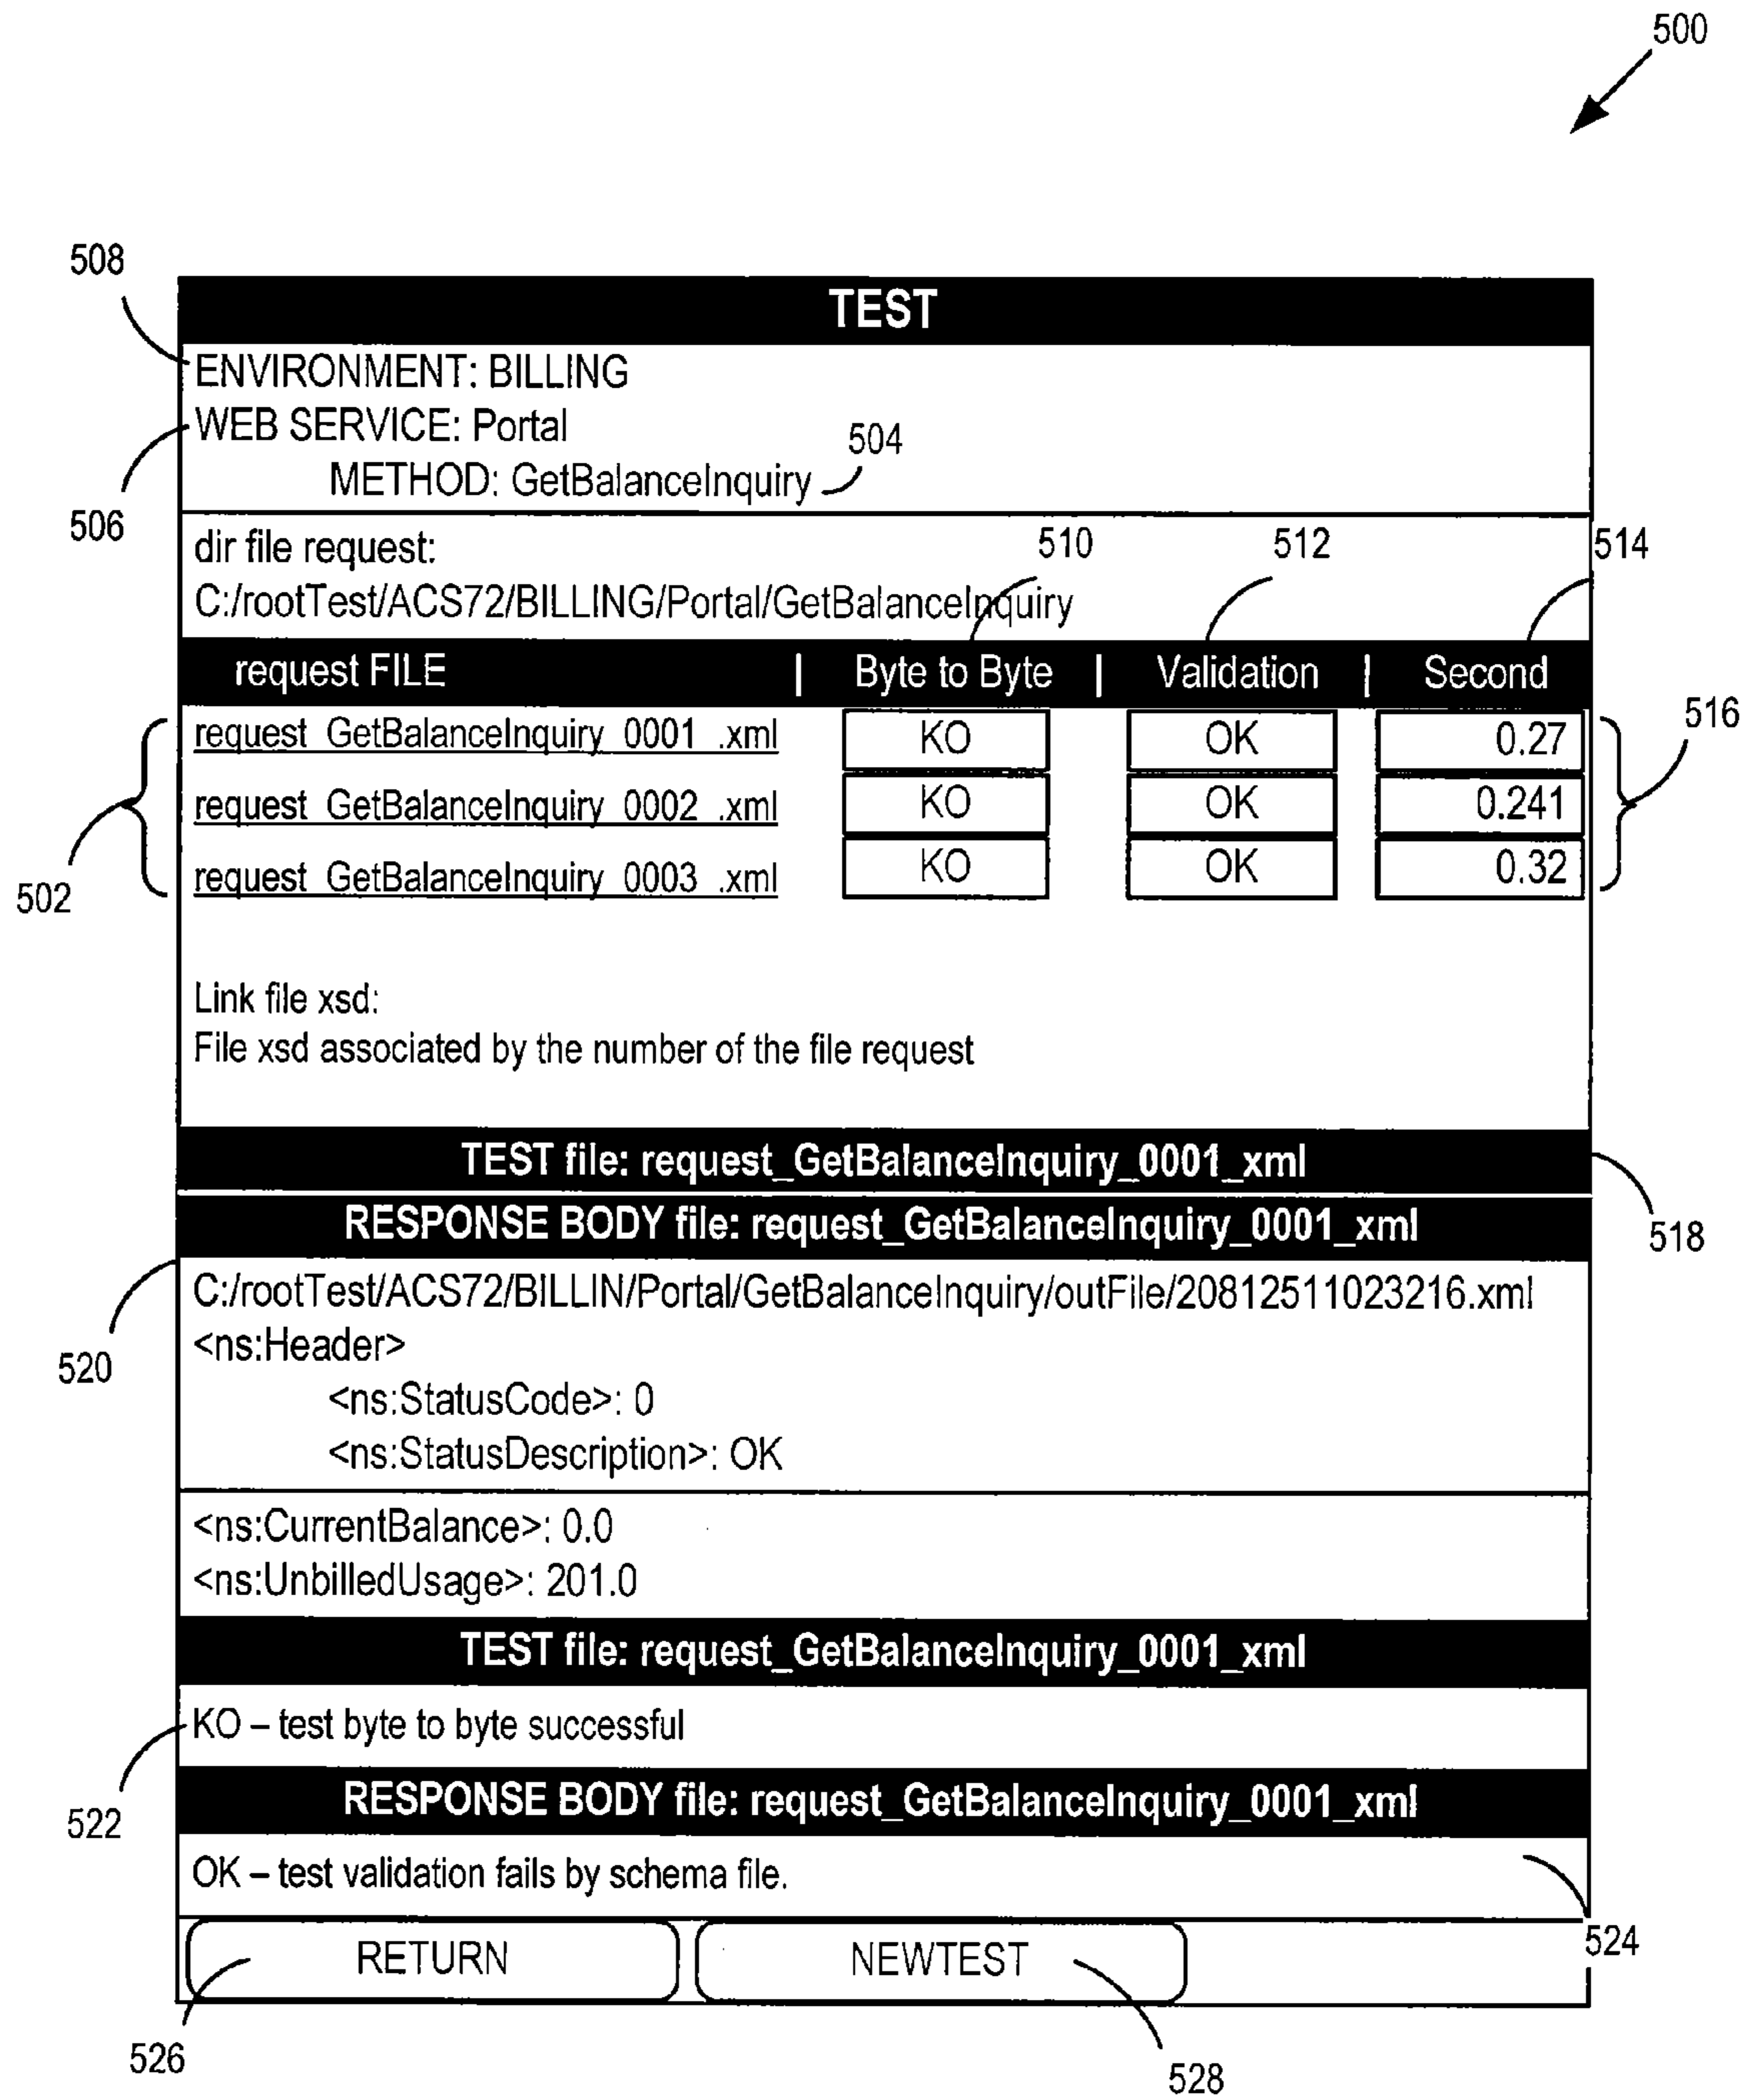 500
508
TEST
ENVIRONMENT: BILLING
WEB SERVICE: Portal
504
METHOD: GetBalanceInquiry
506
dir file request:
510
512
514
C:/rootTest/ACS72/BILLING/Portal/GetBalanceInquiry
request FILE | Byte to Byte | Validation | Second
516
request_GetBalanceInquiry_0001_.xml KO OK 0.27
request_GetBalanceInquiry_0002_.xml KO OK 0.241
request_GetBalanceInquiry_0003_.xml KO OK 0.32
502
Link file xsd:
File xsd associated by the number of the file request
TEST file: request_GetBalanceInquiry_0001_xml
518
RESPONSE BODY file: request_GetBalanceInquiry_0001_xml
C:/rootTest/ACS72/BILLIN/Portal/GetBalanceInquiry/outFile/20812511023216.xml
<ns:Header>
520
<ns:StatusCode>: 0
<ns:StatusDescription>: OK
<ns:CurrentBalance>: 0.0
<ns:UnbilledUsage>: 201.0
TEST file: request_GetBalanceInquiry_0001_xml
KO – test byte to byte successful
522
RESPONSE BODY file: request_GetBalanceInquiry_0001_xml
OK – test validation fails by schema file.
524
RETURN NEWTEST
526
528